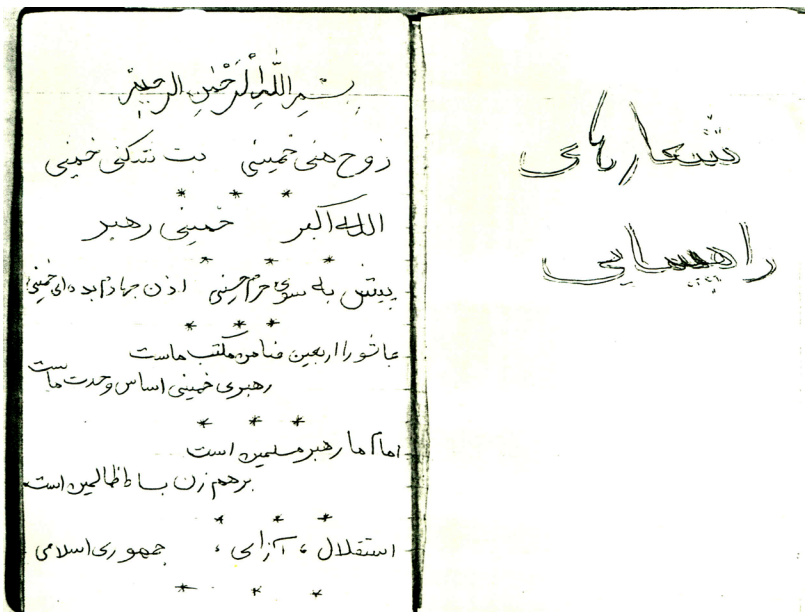 شعارهای
راهپیمایی
بسم الله الرحمن الرحیم
روح منی خمینی بت شکنی خمینی
* * *
الله اکبر خمینی رهبر
* * *
پیش به سوی حرم حسینی اذن جهادم بده ای خمینی
* * *
عاشورا اربعین ضامن مکتب ماست
رهبری خمینی اساس وحدت ماست
* * *
امام ما رهبر مسلمین است
برهم زن بساط ظالمین است
* * *
استقلال، آزادی، جمهوری اسلامی
* * *